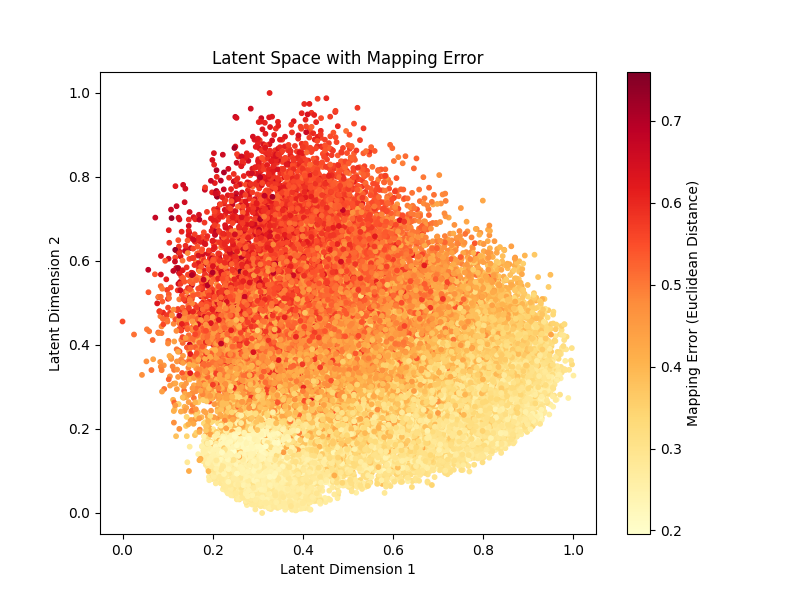 Latent Space with Mapping Error
1.0
0.8
0.6
0.4
0.2
0.0
Latent Dimension 2
0.0 0.2 0.4 0.6 0.8 1.0
Latent Dimension 1
0.7
0.6
0.5
0.4
0.3
0.2
Mapping Error (Euclidean Distance)